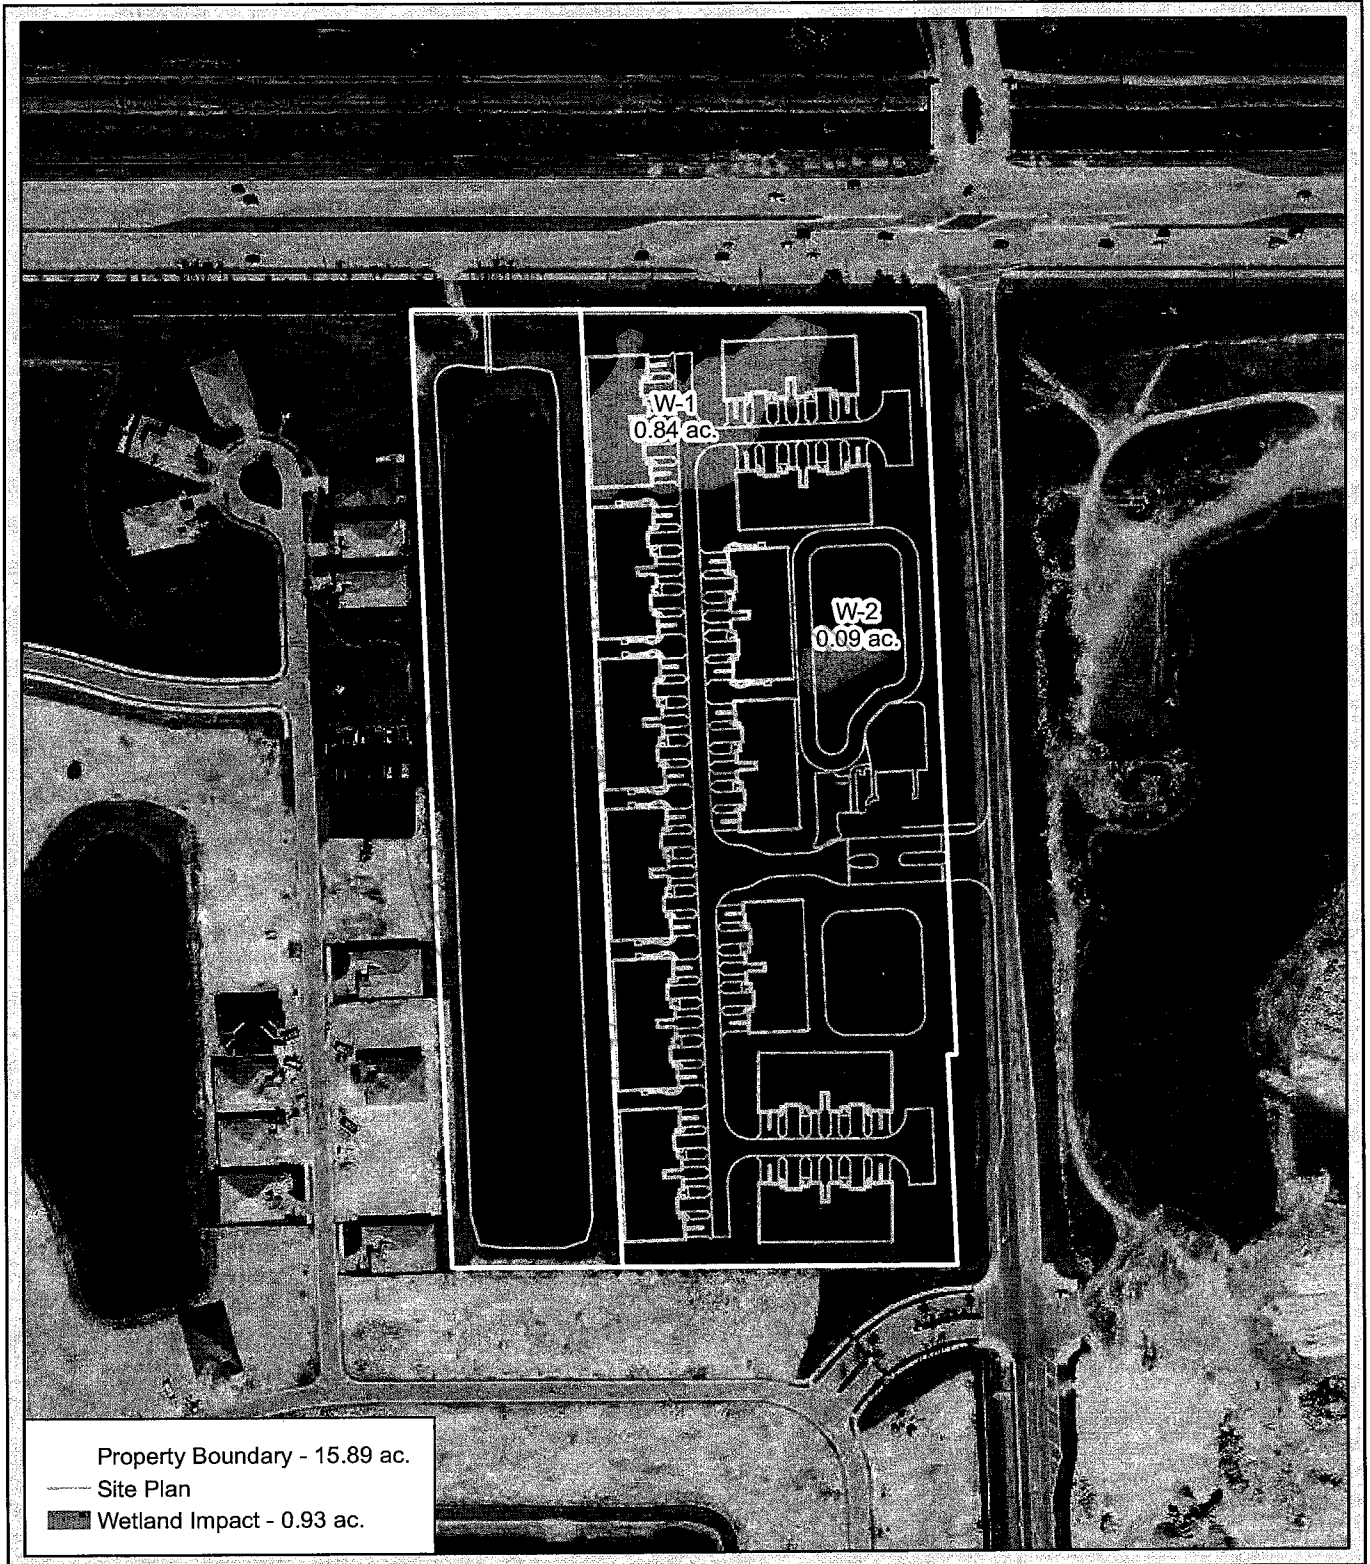 W-1
0.84 ac.
W-2
0.09 ac.
Property Boundary - 15.89 ac.
Site Plan
Wetland Impact - 0.93 ac.